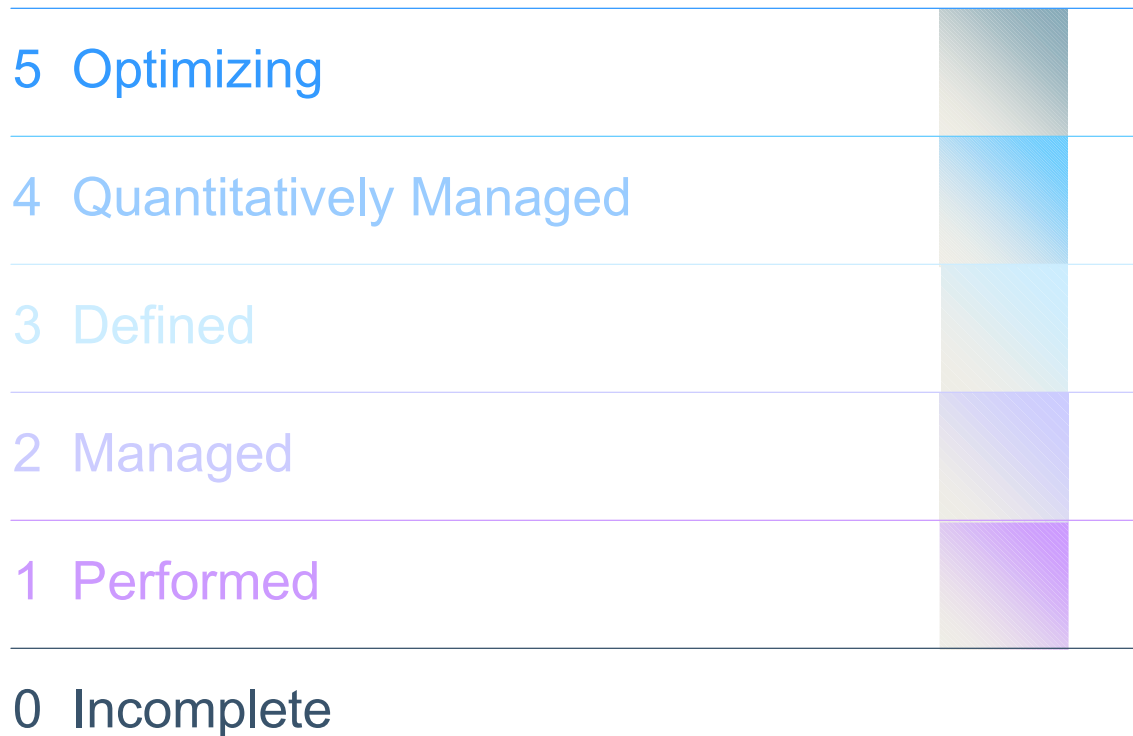 5 Optimizing
4 Quantitatively Managed
3 Defined
2 Managed
1 Performed
0 Incomplete